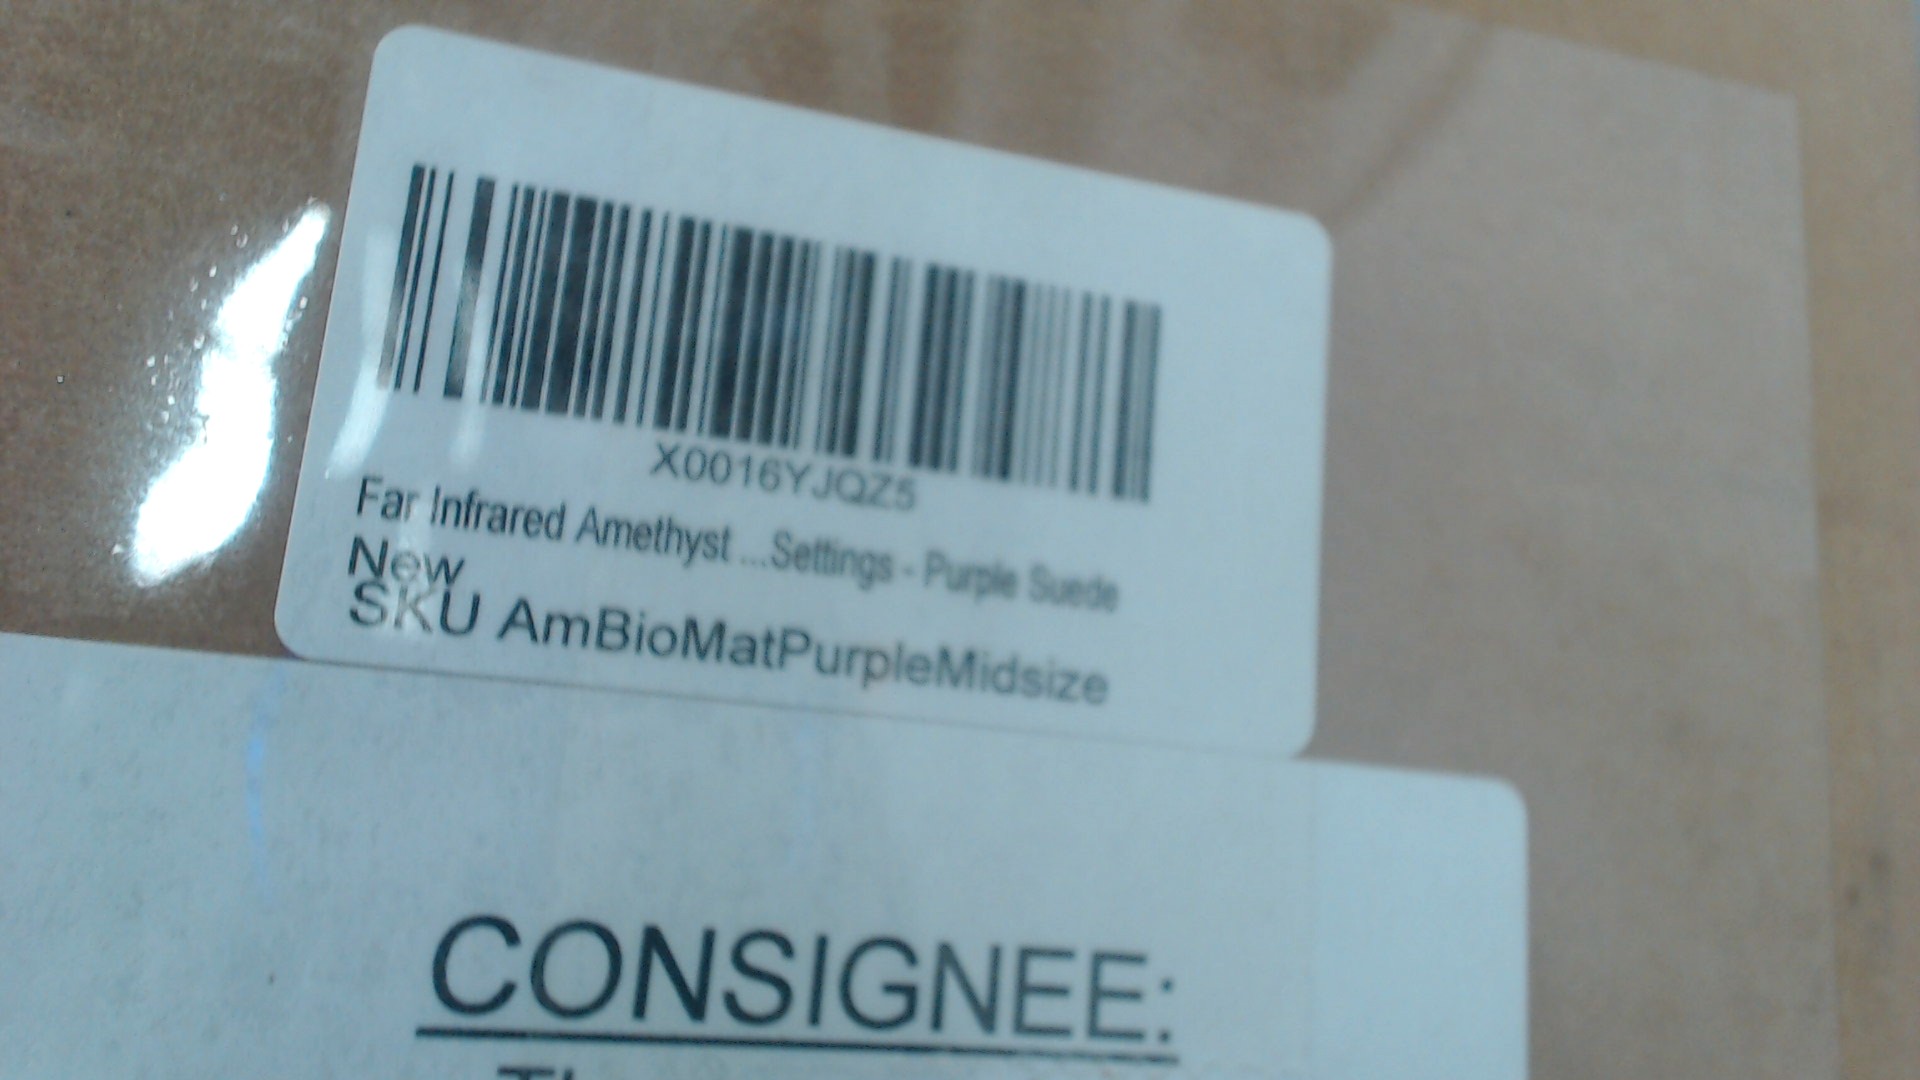 X0016YJQZ5
Far Infrared Amethyst ...Settings - Purple Suede
New
SKU AmBioMatPurpleMidsize
CONSIGNEE: